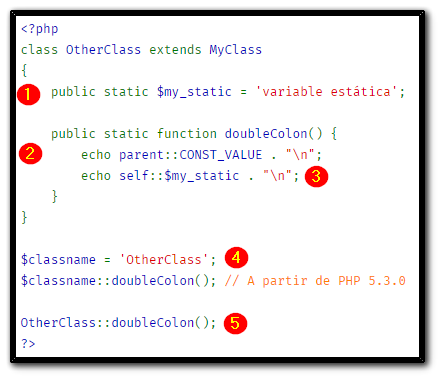 <?php
class OtherClass extends MyClass
{
1 public static $my_static = 'variable estática';
public static function doubleColon() {
2 echo parent::CONST_VALUE . "\n";
echo self::$my_static . "\n"; 3
}
}
$classname = 'OtherClass'; 4
$classname::doubleColon(); // A partir de PHP 5.3.0
OtherClass::doubleColon(); 5
?>